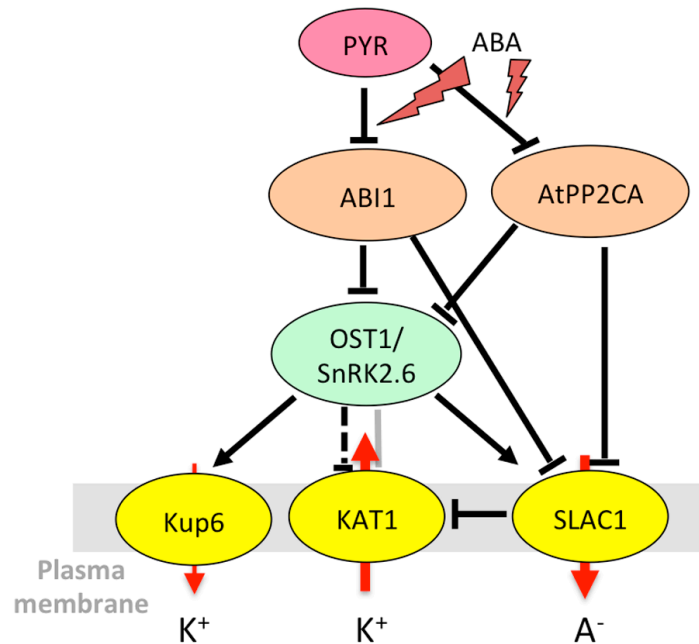 PYR
ABA
ABI1
AtPP2CA
OST1/
SnRK2.6
Kup6
KAT1
SLAC1
Plasma
membrane
K⁺
K⁺
A⁻